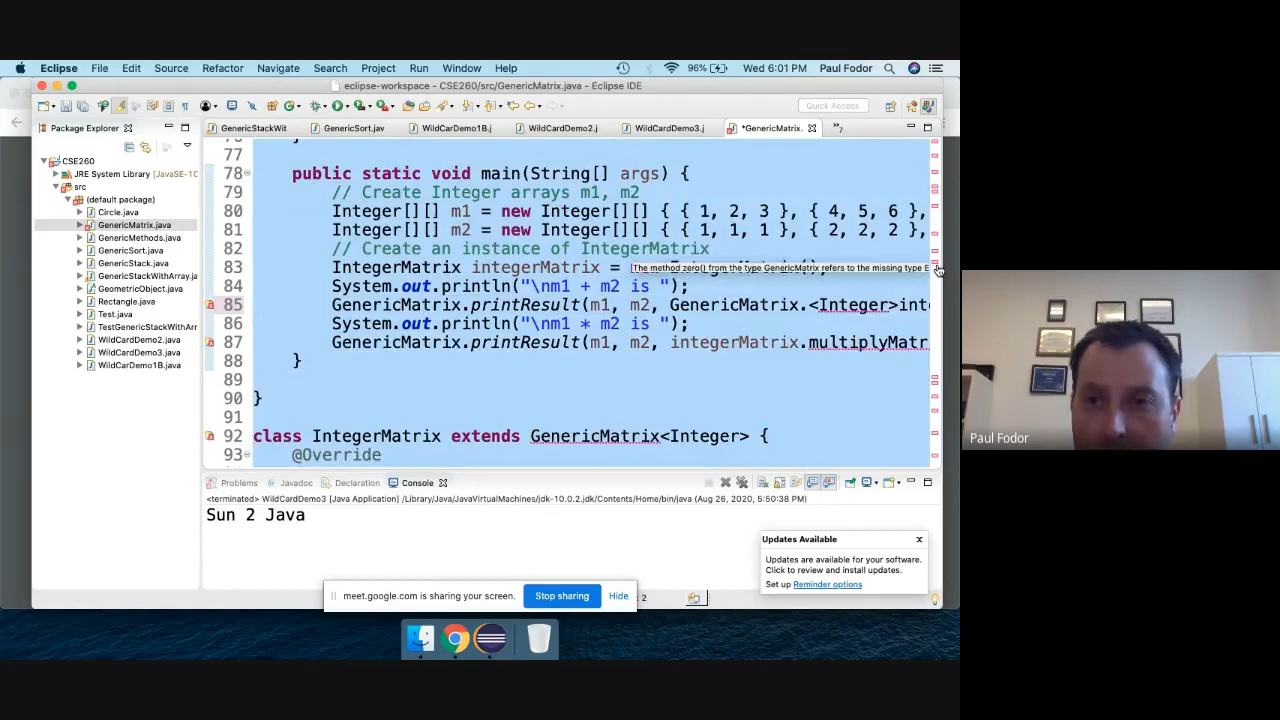 Eclipse File Edit Source Refactor Navigate Search Project Run Window Help 96% Wed 6:01 PM Paul Fodor
eclipse-workspace - CSE260/src/GenericMatrix.java - Eclipse IDE
Quick Access
Package Explorer
GenericStackWit GenericSort.jav WildCarDemo1B.j WildCardDemo2.j WildCardDemo3.j *GenericMatrix. 7
CSE260
JRE System Library [JavaSE-1
src
(default package)
Circle.java
GenericMatrix.java
GenericMethods.java
GenericSort.java
GenericStack.java
GenericStackWithArray.j
GeometricObject.java
Rectangle.java
Test.java
TestGenericStackWithArr
WildCardDemo2.java
WildCardDemo3.java
WildCarDemo1B.java
77
78 public static void main(String[] args) {
79 // Create Integer arrays m1, m2
80 Integer[][] m1 = new Integer[][] { { 1, 2, 3 }, { 4, 5, 6 },
81 Integer[][] m2 = new Integer[][] { { 1, 1, 1 }, { 2, 2, 2 },
82 // Create an instance of IntegerMatrix
83 IntegerMatrix integerMatrix =
The method zero() from the type GenericMatrix refers to the missing type E
84 System.out.println("\nm1 + m2 is ");
85 GenericMatrix.printResult(m1, m2, GenericMatrix.<Integer>int
86 System.out.println("\nm1 * m2 is ");
87 GenericMatrix.printResult(m1, m2, integerMatrix.multiplyMatr
88 }
89
90 }
91
92 class IntegerMatrix extends GenericMatrix<Integer> {
93 @Override
Problems Javadoc Declaration Console
<terminated> WildCardDemo3 [Java Application] /Library/Java/JavaVirtualMachines/jdk-10.0.2.jdk/Contents/Home/bin/java (Aug 26, 2020, 5:50:38 PM)
Sun 2 Java
Updates Available
Updates are available for your software.
Click to review and install updates.
Set up Reminder options
meet.google.com is sharing your screen. Stop sharing Hide
Paul Fodor